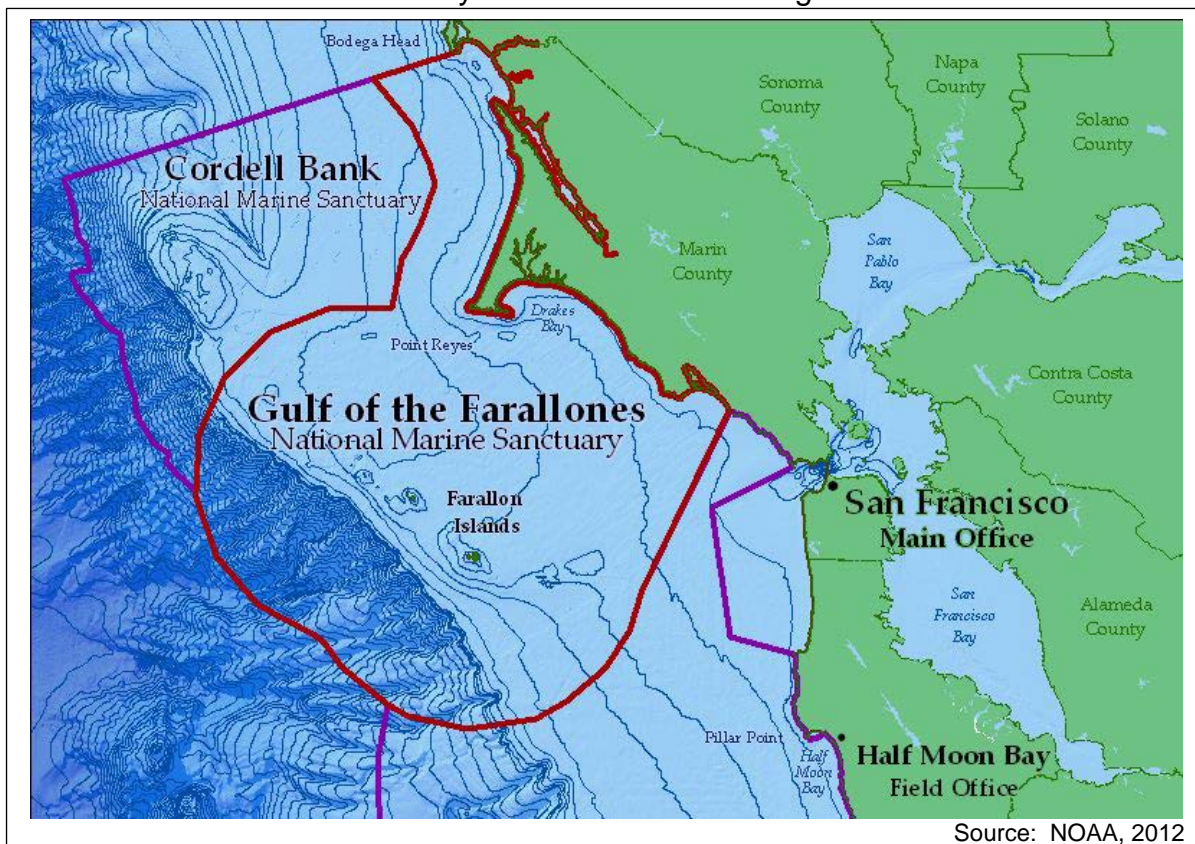 Bodega Head
Sonoma
County
Napa
County
Solano
County
Cordell Bank
National Marine Sanctuary
Marin
County
San
Pablo
Bay
Drakes
Bay
Point Reyes
Contra Costa
County
Gulf of the Farallones
National Marine Sanctuary
Farallon
Islands
San Francisco
Main Office
San
Francisco
Bay
Alameda
County
Pillar Point
Half
Moon
Bay
Half Moon Bay
Field Office
Source: NOAA, 2012